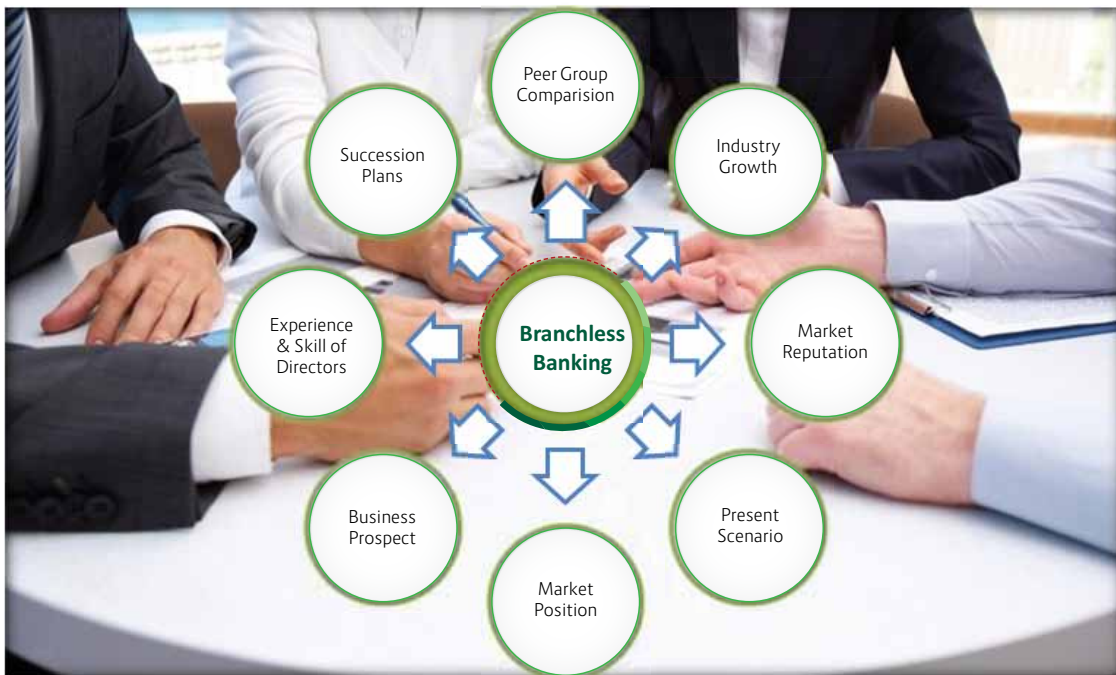 Peer Group
Comparision
Succession
Plans
Industry
Growth
Experience
& Skill of
Directors
Branchless
Banking
Market
Reputation
Business
Prospect
Present
Scenario
Market
Position